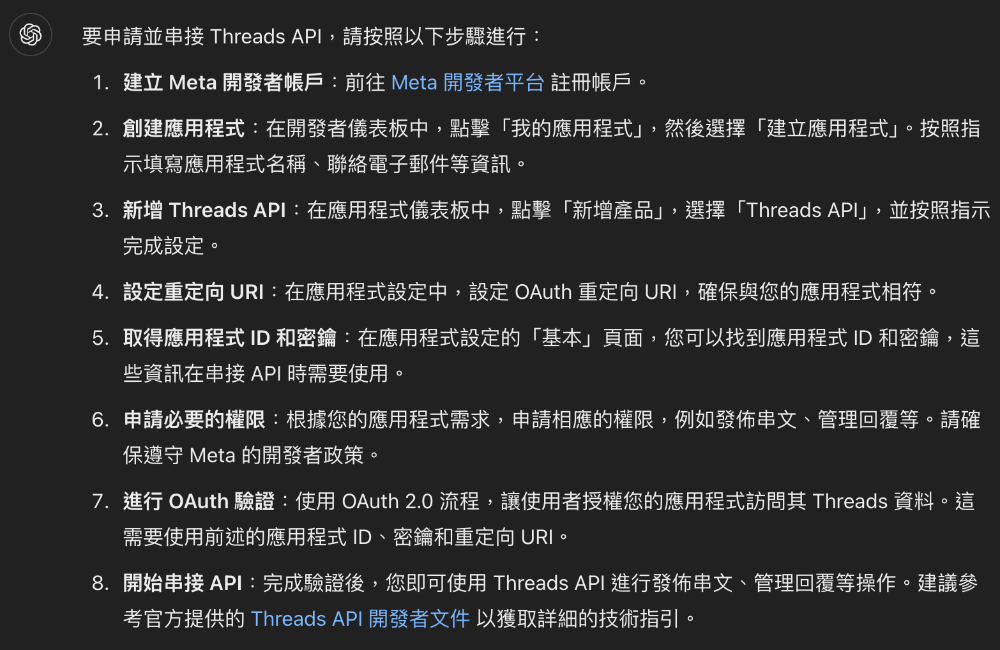 要申請並串接 Threads API，請按照以下步驟進行：
1. 建立 Meta 開發者帳戶：前往 Meta 開發者平台 註冊帳戶。
2. 創建應用程式：在開發者儀表板中，點擊「我的應用程式」，然後選擇「建立應用程式」。按照指
示填寫應用程式名稱、聯絡電子郵件等資訊。
3. 新增 Threads API：在應用程式儀表板中，點擊「新增產品」，選擇「Threads API」，並按照指示
完成設定。
4. 設定重定向 URI：在應用程式設定中，設定 OAuth 重定向 URI，確保與您的應用程式相符。
5. 取得應用程式 ID 和密鑰：在應用程式設定的「基本」頁面，您可以找到應用程式 ID 和密鑰，這
些資訊在串接 API 時需要使用。
6. 申請必要的權限：根據您的應用程式需求，申請相應的權限，例如發佈串文、管理回覆等。請確
保遵守 Meta 的開發者政策。
7. 進行 OAuth 驗證：使用 OAuth 2.0 流程，讓使用者授權您的應用程式訪問其 Threads 資料。這
需要使用前述的應用程式 ID、密鑰和重定向 URI。
8. 開始串接 API：完成驗證後，您即可使用 Threads API 進行發佈串文、管理回覆等操作。建議參
考官方提供的 Threads API 開發者文件 以獲取詳細的技術指引。